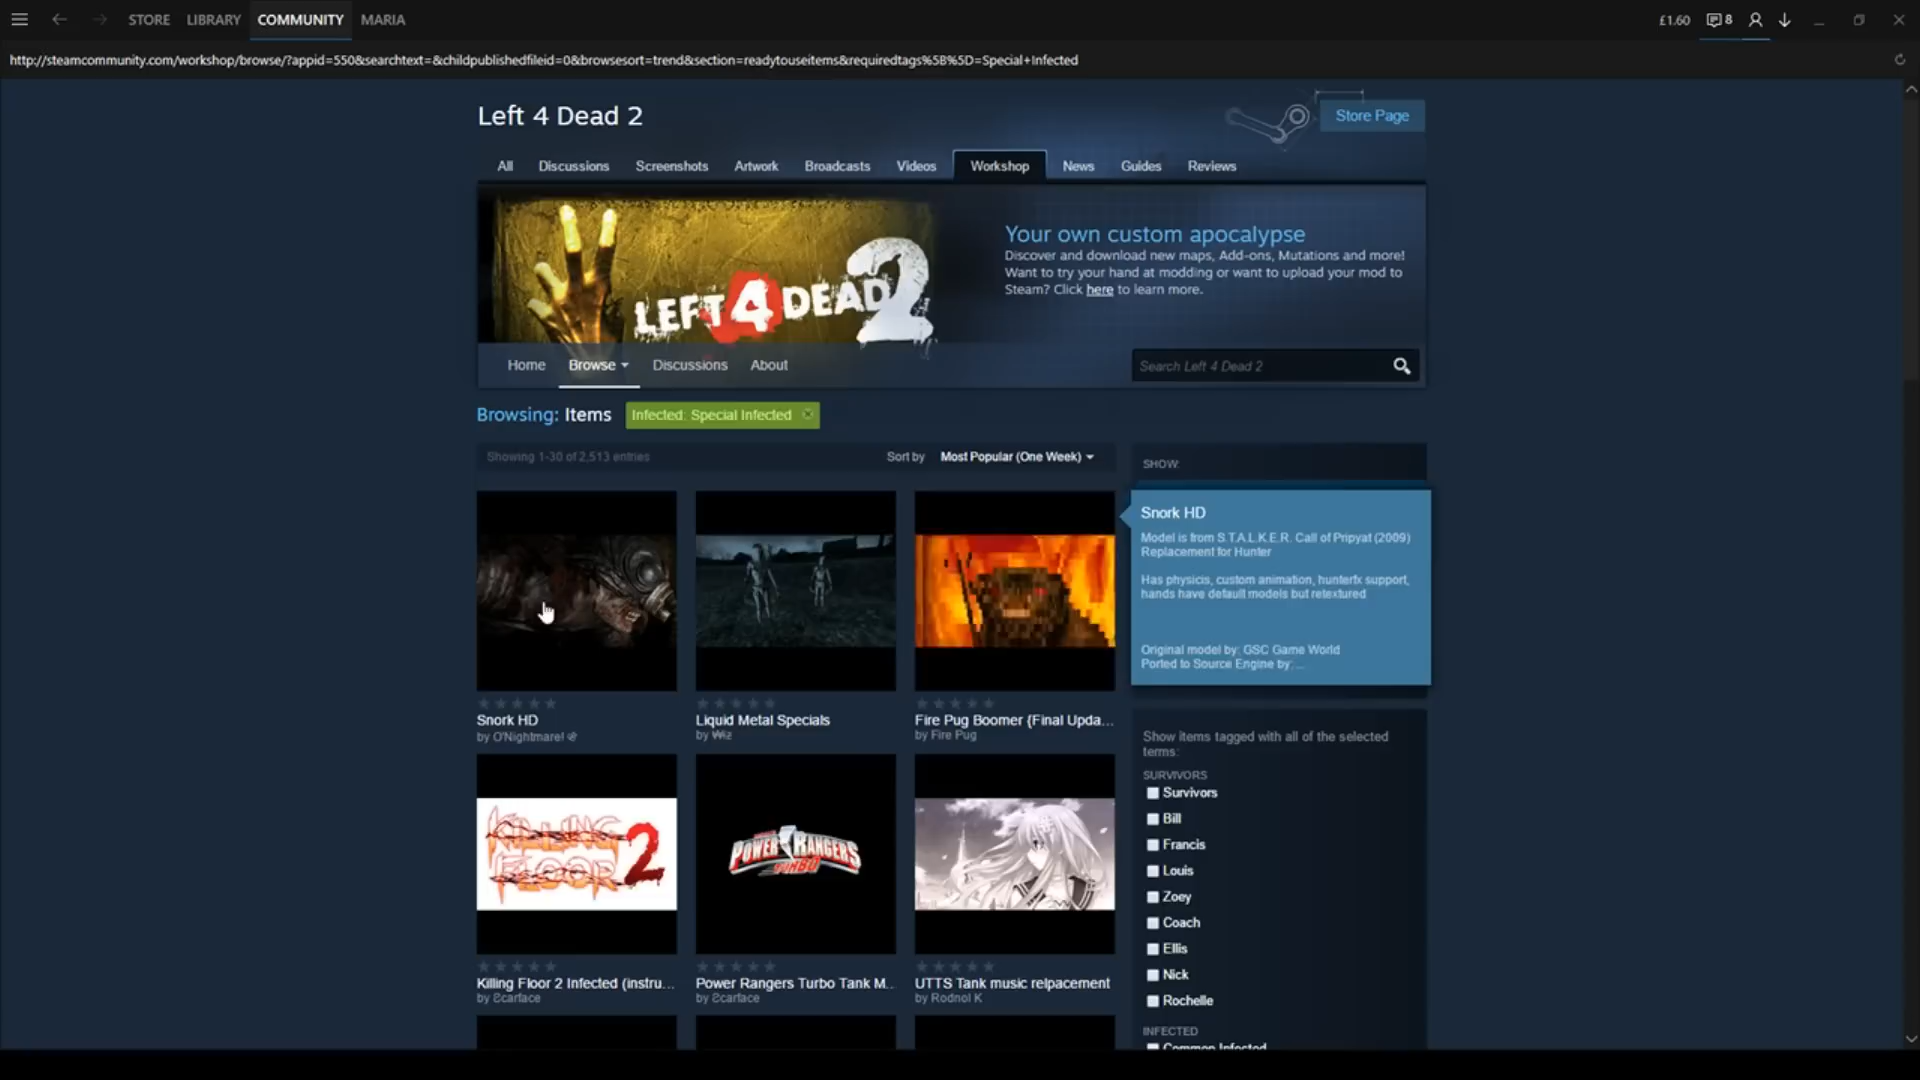 STORE LIBRARY COMMUNITY MARIA £1.60 8
http://steamcommunity.com/workshop/browse/?appid=550&searchtext=&childpublishedfileid=0&browsesort=trend&section=readytouseitems&requiredtags%5B%5D=Special+Infected
Left 4 Dead 2
Store Page
All Discussions Screenshots Artwork Broadcasts Videos Workshop News Guides Reviews
LEFT 4 DEAD 2
Your own custom apocalypse
Discover and download new maps, Add-ons, Mutations and more!
Want to try your hand at modding or want to upload your mod to
Steam? Click here to learn more.
Home Browse Discussions About
Search Left 4 Dead 2
Browsing: Items Infected: Special Infected
Showing 1-30 of 2,513 entries
Sort by Most Popular (One Week)
SHOW:
Snork HD
Model is from S.T.A.L.K.E.R. Call of Pripyat (2009)
Replacement for Hunter
Has physicis, custom animation, hunterfx support,
hands have default models but retextured
Original model by: GSC Game World
Ported to Source Engine by: ...
Snork HD
by O'Nightmare!
Liquid Metal Specials
by Wiz
Fire Pug Boomer {Final Upda...
by Fire Pug
KILLING FLOOR 2
POWER RANGERS TURBO
Killing Floor 2 Infected (instru...
by Scarface
Power Rangers Turbo Tank M...
by Scarface
UTTS Tank music relpacement
by Rodnol K
Show items tagged with all of the selected
terms:
SURVIVORS
Survivors
Bill
Francis
Louis
Zoey
Coach
Ellis
Nick
Rochelle
INFECTED
Common Infected